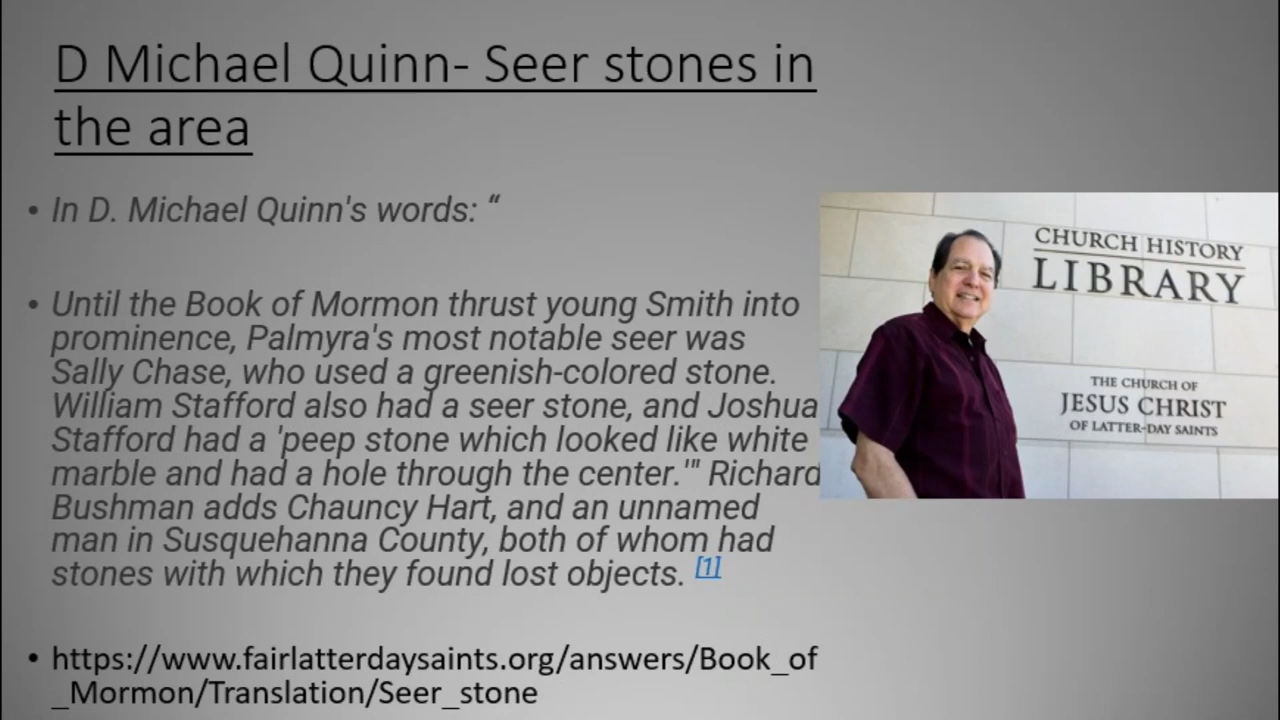 D Michael Quinn- Seer stones in
the area
• In D. Michael Quinn's words: “
• Until the Book of Mormon thrust young Smith into
prominence, Palmyra's most notable seer was
Sally Chase, who used a greenish-colored stone.
William Stafford also had a seer stone, and Joshua
Stafford had a 'peep stone which looked like white
marble and had a hole through the center.'" Richard
Bushman adds Chauncy Hart, and an unnamed
man in Susquehanna County, both of whom had
stones with which they found lost objects. [1]
• https://www.fairlatterdaysaints.org/answers/Book_of
_Mormon/Translation/Seer_stone
CHURCH HISTORY
LIBRARY
THE CHURCH OF
JESUS CHRIST
OF LATTER-DAY SAINTS